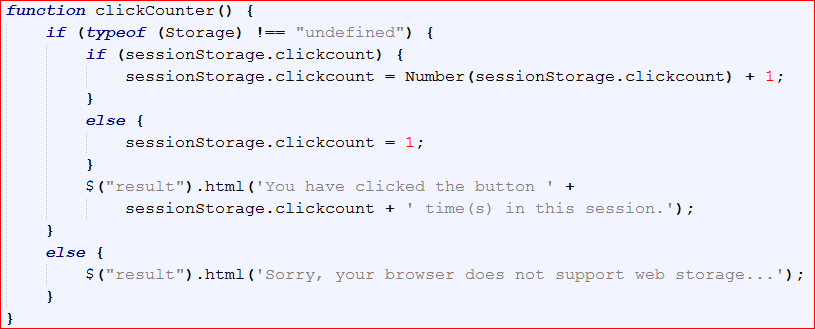 function clickCounter() {
    if (typeof (Storage) !== "undefined") {
        if (sessionStorage.clickcount) {
            sessionStorage.clickcount = Number(sessionStorage.clickcount) + 1;
        }
        else {
            sessionStorage.clickcount = 1;
        }
        $("result").html('You have clicked the button ' +
            sessionStorage.clickcount + ' time(s) in this session.');
    }
    else {
        $("result").html('Sorry, your browser does not support web storage...');
    }
}